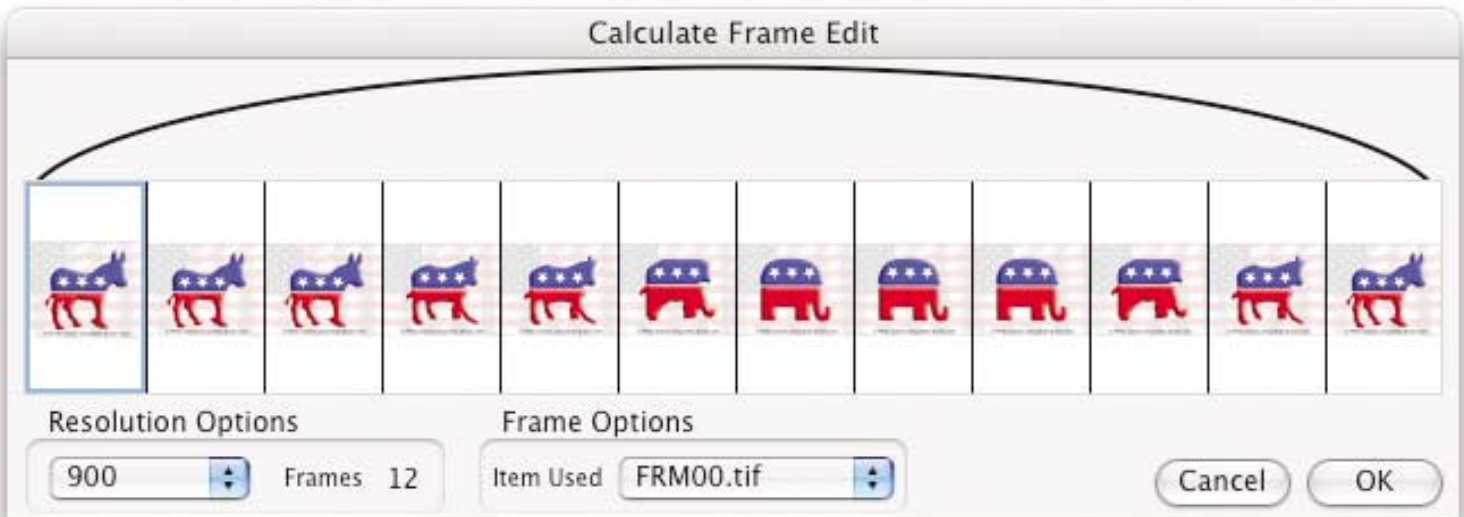 Calculate Frame Edit
Resolution Options Frame Options
900 Frames 12 Item Used FRM00.tif Cancel OK